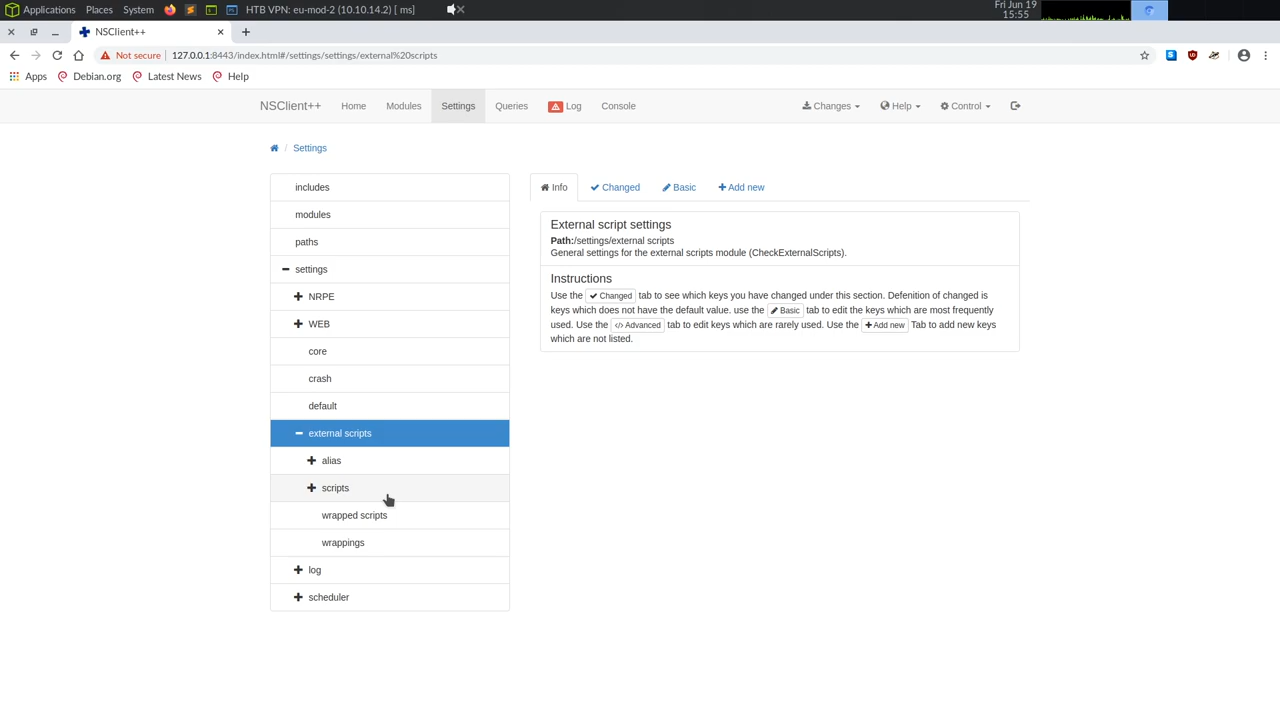 Applications Places System HTB VPN: eu-mod-2 (10.10.14.2) [ ms] Fri Jun 19
15:55
NSClient++
Not secure 127.0.0.1:8443/index.html#/settings/settings/external%20scripts
Apps Debian.org Latest News Help
NSClient++ Home Modules Settings Queries Log Console Changes Help Control
/ Settings
includes
modules
paths
settings
NRPE
WEB
core
crash
default
external scripts
alias
scripts
wrapped scripts
wrappings
log
scheduler
Info Changed Basic Add new
External script settings
Path:/settings/external scripts
General settings for the external scripts module (CheckExternalScripts).
Instructions
Use the Changed tab to see which keys you have changed under this section. Defenition of changed is
keys which does not have the default value. use the Basic tab to edit the keys which are most frequently
used. Use the </> Advanced tab to edit keys which are rarely used. Use the Add new Tab to add new keys
which are not listed.